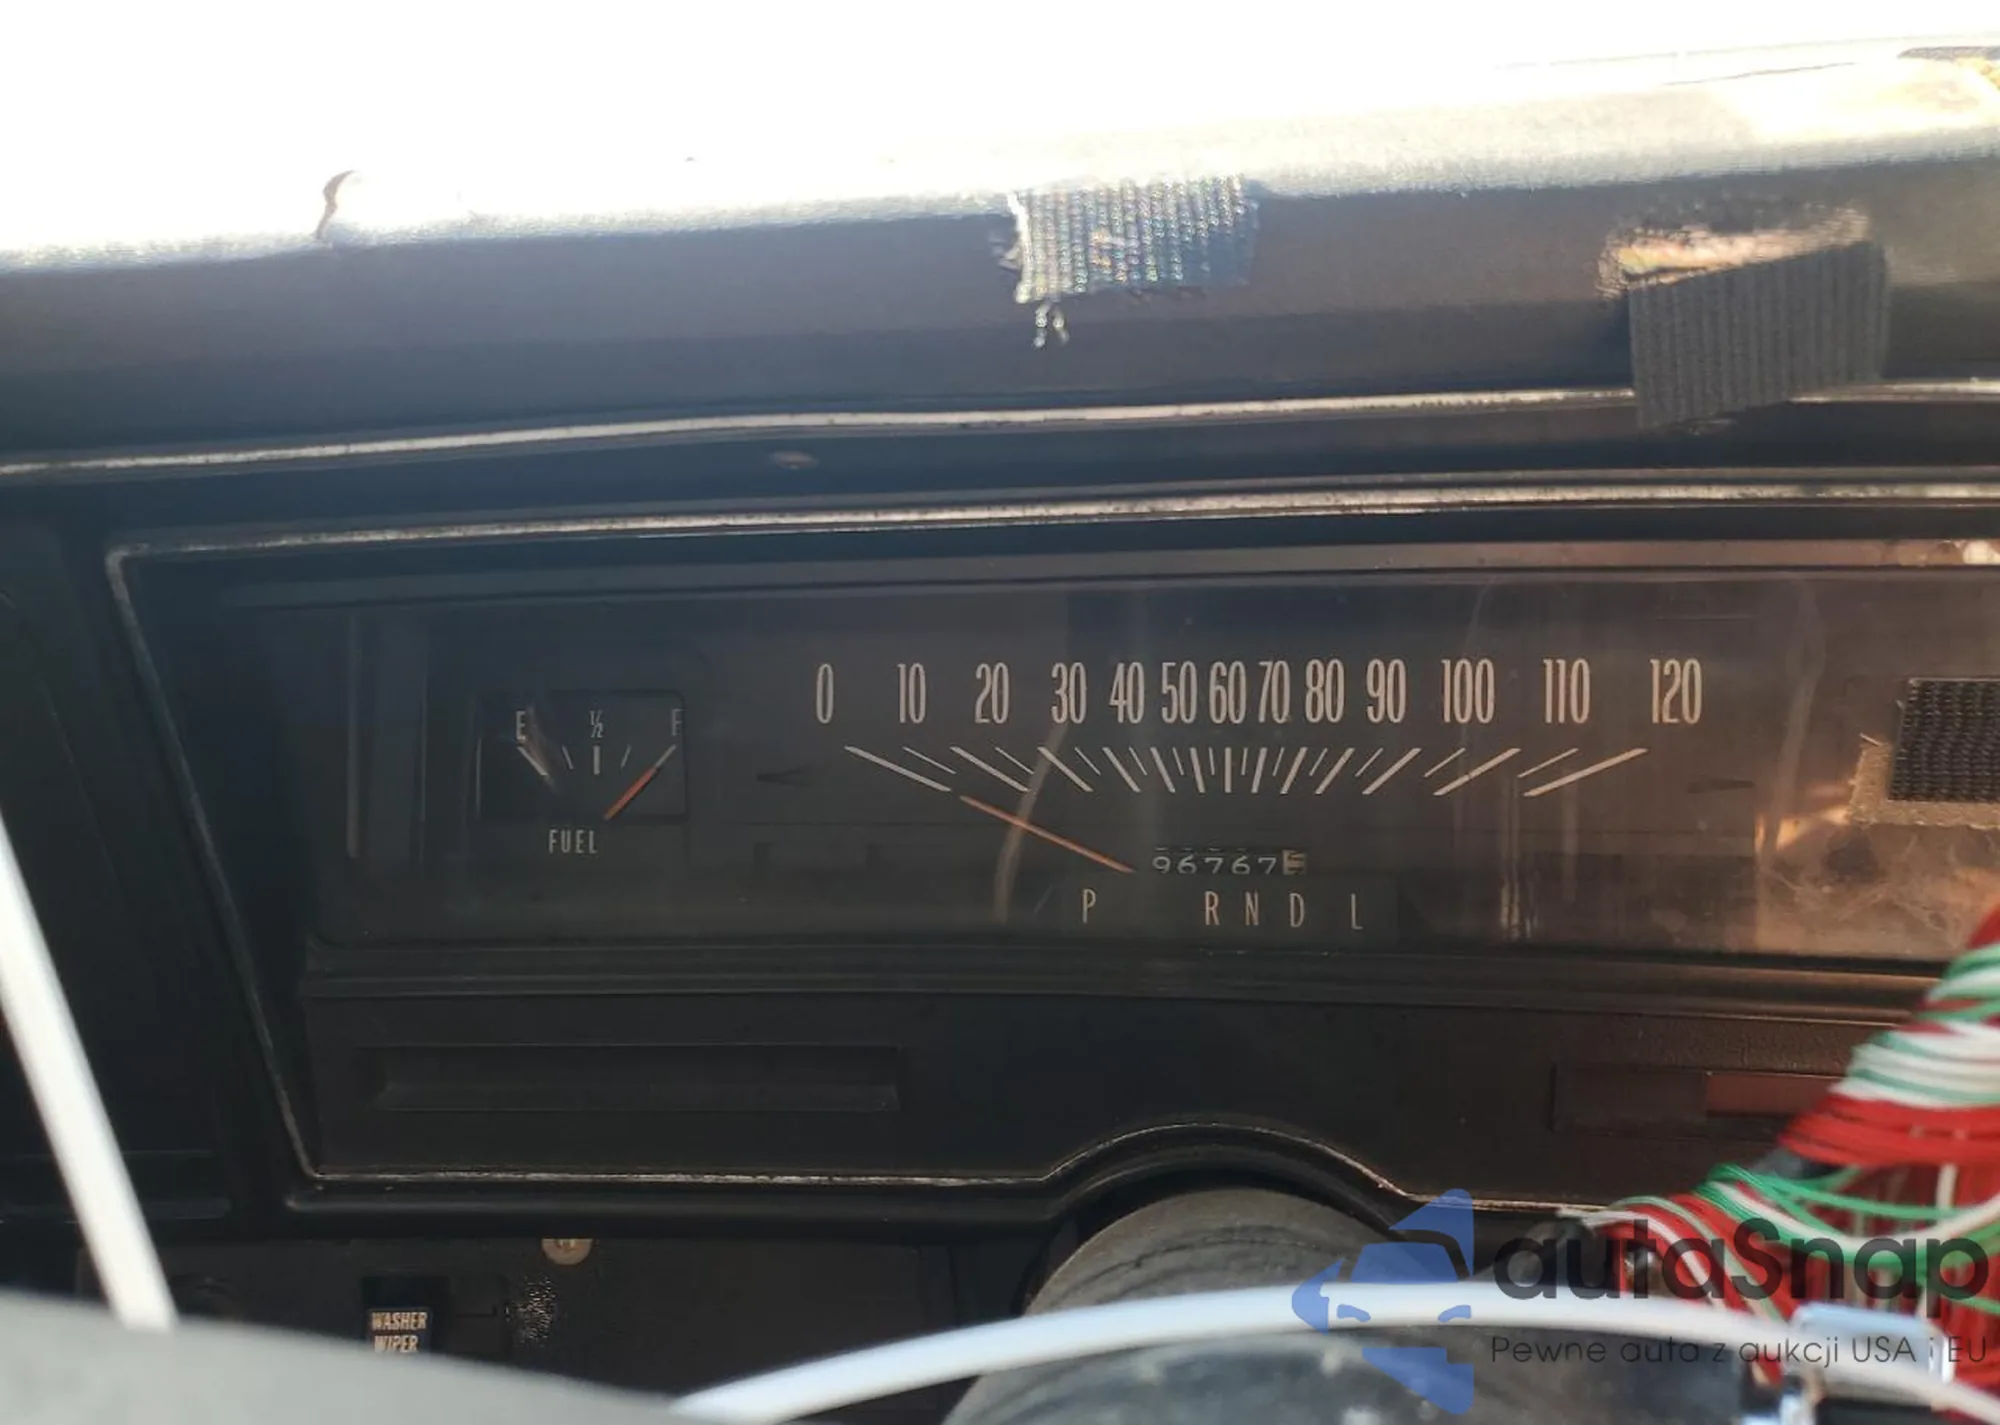 0 10 20 30 40 50 60 70 80 90 100 110 120
E ½ F
FUEL
96767
P R N D L
WASHER
WIPER
autaSnap
Pewne auta z aukcji USA i EU